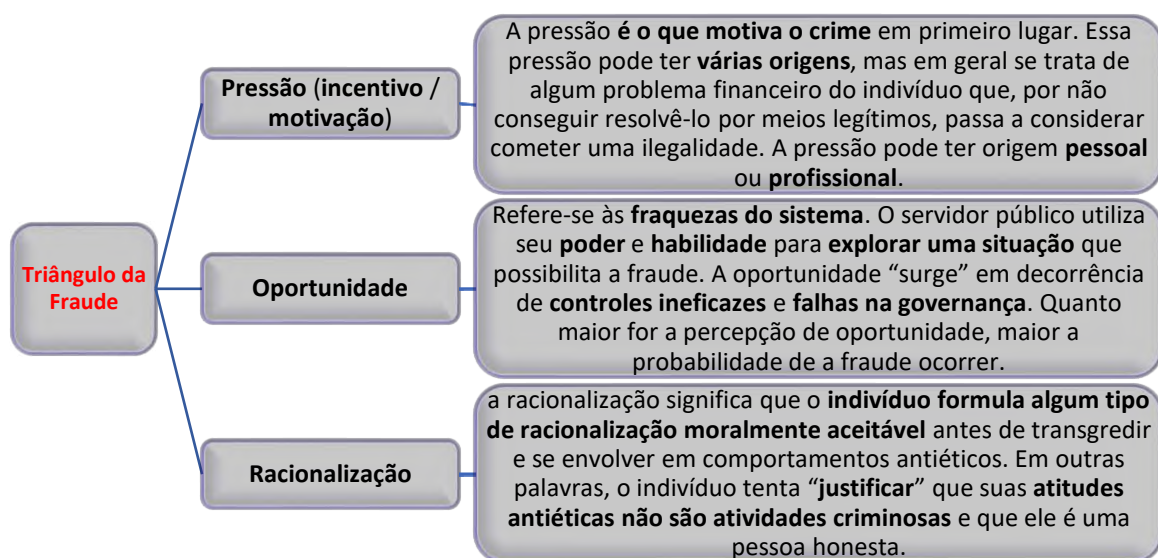 Triângulo da
Fraude
Pressão (incentivo /
motivação)
A pressão é o que motiva o crime em primeiro lugar. Essa
pressão pode ter várias origens, mas em geral se trata de
algum problema financeiro do indivíduo que, por não
conseguir resolvê-lo por meios legítimos, passa a considerar
cometer uma ilegalidade. A pressão pode ter origem pessoal
ou profissional.
Oportunidade
Refere-se às fraquezas do sistema. O servidor público utiliza
seu poder e habilidade para explorar uma situação que
possibilita a fraude. A oportunidade “surge” em decorrência
de controles ineficazes e falhas na governança. Quanto
maior for a percepção de oportunidade, maior a
probabilidade de a fraude ocorrer.
Racionalização
a racionalização significa que o indivíduo formula algum tipo
de racionalização moralmente aceitável antes de transgredir
e se envolver em comportamentos antiéticos. Em outras
palavras, o indivíduo tenta “justificar” que suas atitudes
antiéticas não são atividades criminosas e que ele é uma
pessoa honesta.